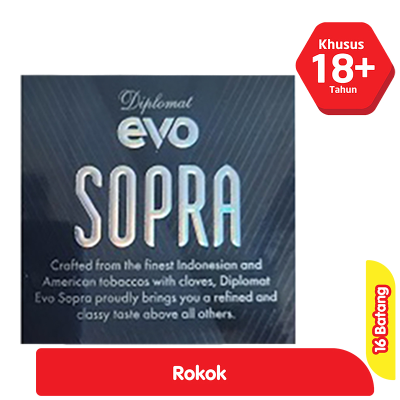 Khusus
18+
Tahun
Diplomat
evo
SOPRA
Crafted from the finest Indonesian and
American tobaccos with cloves, Diplomat
Evo Sopra proudly brings you a refined and
classy taste above all others.
16 Batang
Rokok